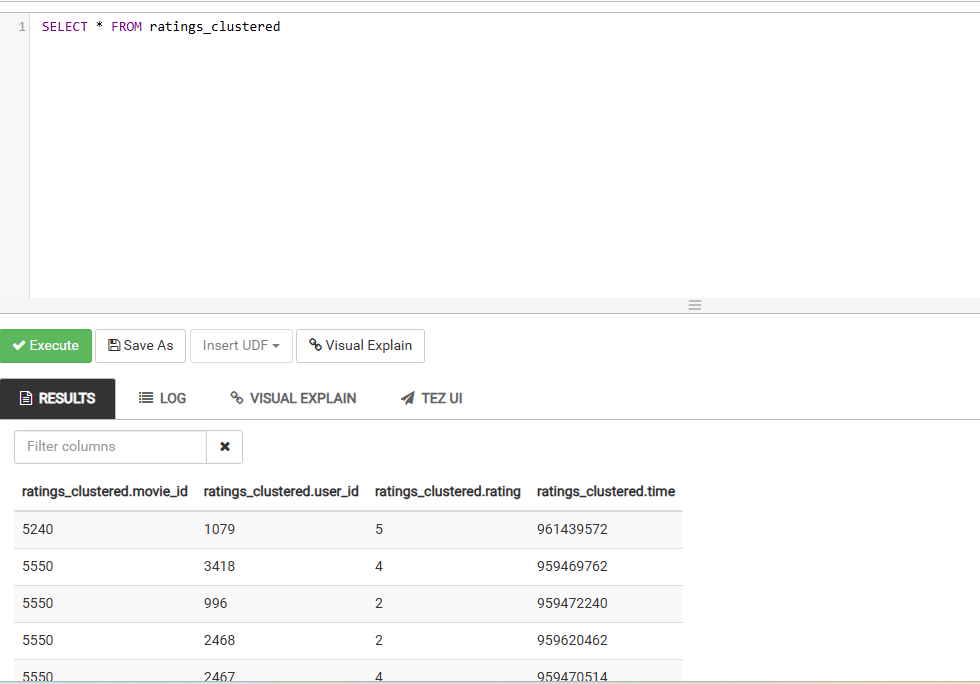 1 SELECT * FROM ratings_clustered
Execute Save As Insert UDF Visual Explain
RESULTS LOG VISUAL EXPLAIN TEZ UI
Filter columns
ratings_clustered.movie_id ratings_clustered.user_id ratings_clustered.rating ratings_clustered.time
5240 1079 5 961439572
5550 3418 4 959469762
5550 996 2 959472240
5550 2468 2 959620462
5550 2467 4 959470514